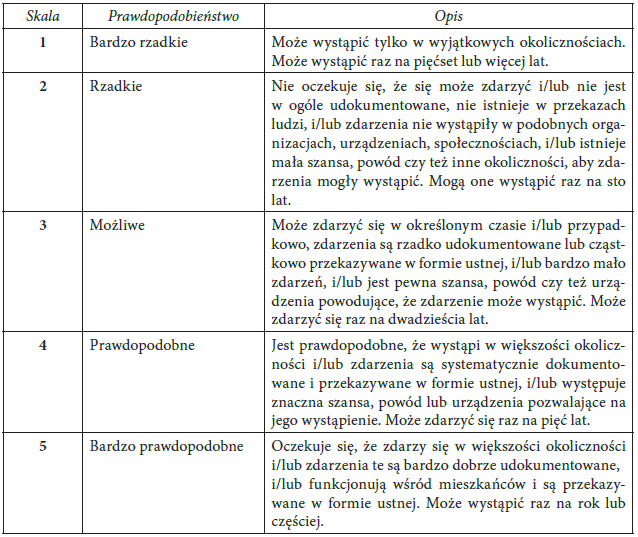 Skala Prawdopodobieństwo Opis
1 Bardzo rzadkie Może wystąpić tylko w wyjątkowych okolicznościach.
Może wystąpić raz na pięćset lub więcej lat.
2 Rzadkie Nie oczekuje się, że się może zdarzyć i/lub nie jest
w ogóle udokumentowane, nie istnieje w przekazach
ludzi, i/lub zdarzenia nie wystąpiły w podobnych orga-
nizacjach, urządzeniach, społecznościach, i/lub istnieje
mała szansa, powód czy też inne okoliczności, aby zda-
rzenia mogły wystąpić. Mogą one wystąpić raz na sto
lat.
3 Możliwe Może zdarzyć się w określonym czasie i/lub przypad-
kowo, zdarzenia są rzadko udokumentowane lub cząst-
kowo przekazywane w formie ustnej, i/lub bardzo mało
zdarzeń, i/lub jest pewna szansa, powód czy też urzą-
dzenia powodujące, że zdarzenie może wystąpić. Może
zdarzyć się raz na dwadzieścia lat.
4 Prawdopodobne Jest prawdopodobne, że wystąpi w większości okolicz-
ności i/lub zdarzenia są systematycznie dokumento-
wane i przekazywane w formie ustnej, i/lub występuje
znaczna szansa, powód lub urządzenia pozwalające na
jego wystąpienie. Może zdarzyć się raz na pięć lat.
5 Bardzo prawdopodobne Oczekuje się, że zdarzy się w większości okoliczności
i/lub zdarzenia te są bardzo dobrze udokumentowane,
i/lub funkcjonują wśród mieszkańców i są przekazy-
wane w formie ustnej. Może wystąpić raz na rok lub
częściej.